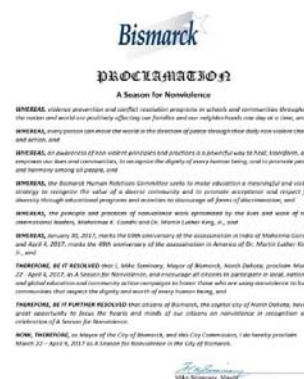 Bismarck
PROCLAMATION
A Season for Nonviolence
WHEREAS, violence prevention and conflict resolution programs in schools and communities
the nation and world are positively affecting our families and our neighborhoods one day at a time, and
WHEREAS, every person can move the world in the direction of peace through their daily non violent
and action, and
WHEREAS, an awareness of non violent principles and practices is a powerful way to heal, transform,
empower our lives and communities, to recognize the dignity of every human being, and to promote
and harmony among all people, and
WHEREAS, the Bismarck Human Relations Committee seeks to make education a meaningful and
strategy to recognize the value of a diverse community and to promote acceptance and respect
diversity through educational programs and activities to discourage all forms of discrimination, and
WHEREAS, the principles and practices of nonviolence were epitomized by the lives and work of
international leaders, Mahatma K. Gandhi and Dr. Martin Luther King, Jr., and
WHEREAS, January 30, 2017, marks the 69th anniversary of the assassination in India of Mahatma
and April 4, 2017, marks the 49th anniversary of the assassination in America of Dr. Martin Luther
Jr., and
THEREFORE, BE IT RESOLVED that I, Mike Seminary, Mayor of Bismarck, North Dakota, proclaim
22 - April 6, 2017, as A Season for Nonviolence, and encourage all citizens to participate in local,
and global education and community action campaigns to honor those who are using nonviolence to
communities that respect the dignity and worth of every human being, and
THEREFORE, BE IT FURTHER RESOLVED that citizens of Bismarck, the capital city of North Dakota,
great opportunity to focus the hearts and minds of our citizens on nonviolence in recognition
celebration of A Season for Nonviolence.
NOW, THEREFORE, as Mayor of the City of Bismarck, and this City Commission, I do hereby proclaim
March 22 – April 6, 2017 as A Season for Nonviolence in the City of Bismarck.
Mike Seminary, Mayor